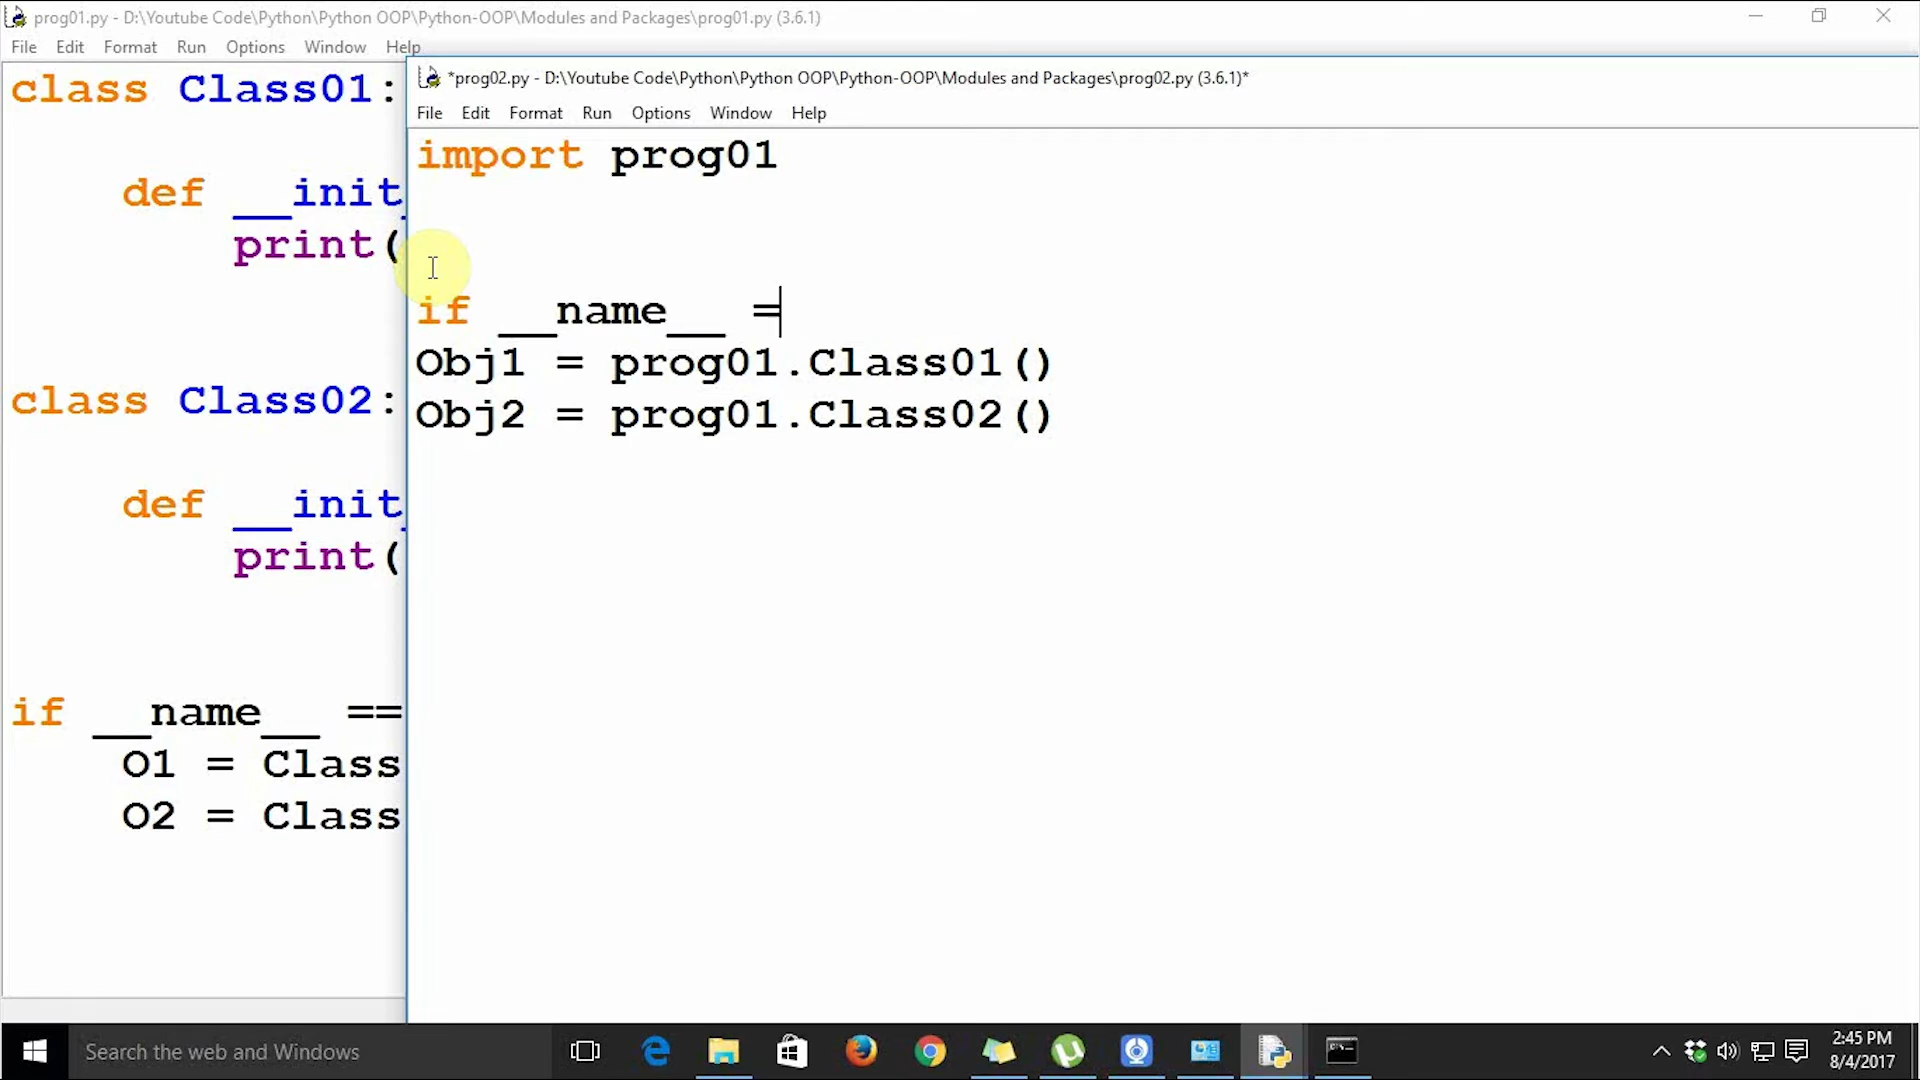 prog01.py - D:\Youtube Code\Python\Python OOP\Python-OOP\Modules and Packages\prog01.py (3.6.1)
File Edit Format Run Options Window Help
class Class01:
    def __init_
        print(
class Class02:
    def __init_
        print(
if __name__ ==
    O1 = Class
    O2 = Class
*prog02.py - D:\Youtube Code\Python\Python OOP\Python-OOP\Modules and Packages\prog02.py (3.6.1)*
File Edit Format Run Options Window Help
import prog01
if __name__ =
Obj1 = prog01.Class01()
Obj2 = prog01.Class02()
Search the web and Windows
2:45 PM
8/4/2017